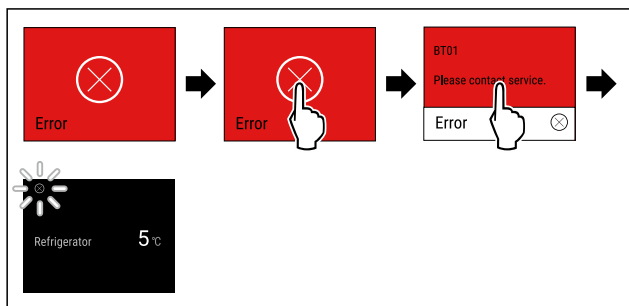 Error
Error
BT01
Please contact service.
Error
Refrigerator 5 °C